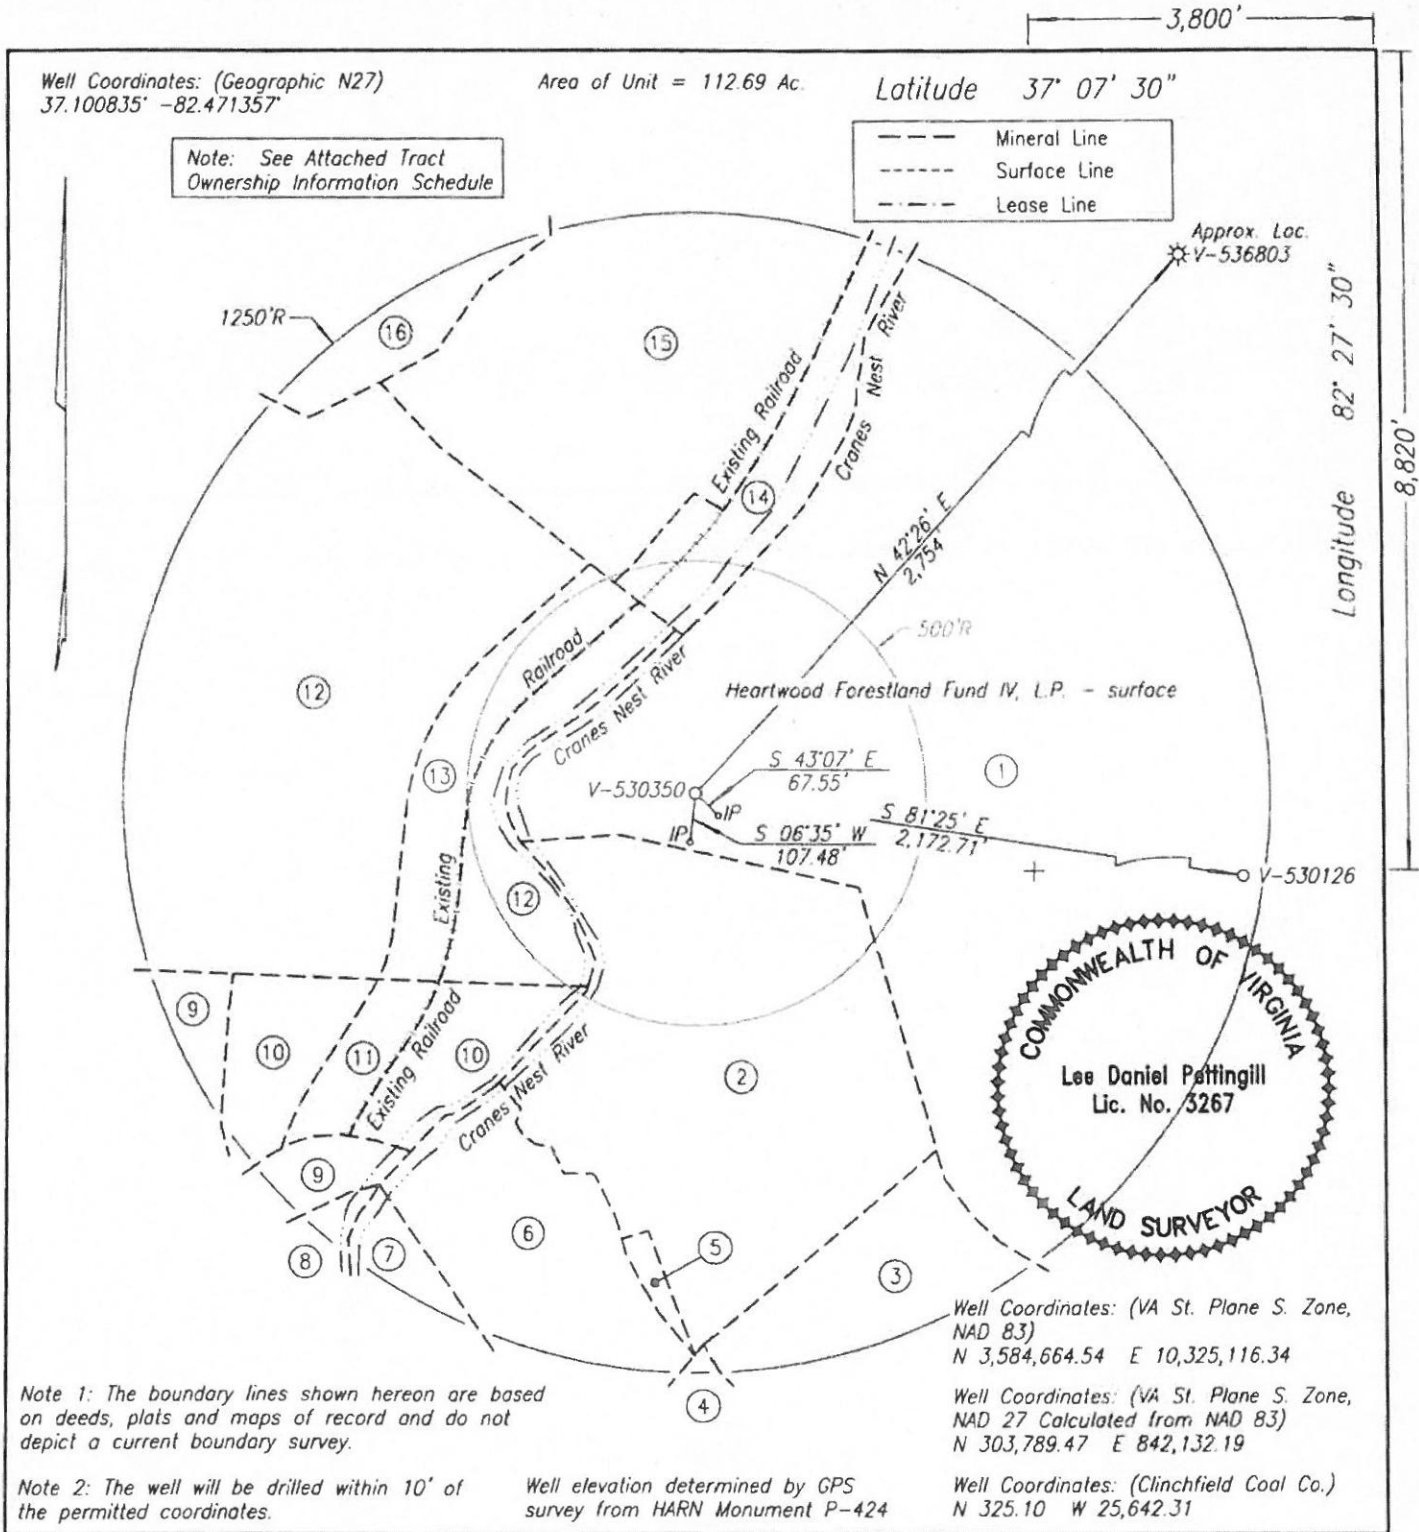 3,800'
Well Coordinates: (Geographic N27)
37.100835° -82.471357°
Area of Unit = 112.69 Ac.
Latitude 37° 07' 30"
Note: See Attached Tract
Ownership Information Schedule
Mineral Line
Surface Line
Lease Line
Approx. Loc.
V-536803
Longitude 82° 27' 30"
8,820'
1250'R
16
15
Existing Railroad
Cranes Nest River
14
N 42°26' E
2,754'
500'R
Railroad
Cranes Nest River
12
Heartwood Forestland Fund IV, L.P. - surface
13
V-530350
S 43°07' E
67.55'
1
IP
IP
S 06°35' W
107.48'
S 81°25' E
2,172.71'
V-530126
Existing
12
9
10
11
Existing Railroad
10
Cranes Nest River
2
COMMONWEALTH OF VIRGINIA
Lee Daniel Pettingill
Lic. No. 3267
LAND SURVEYOR
9
8
7
6
5
3
4
Well Coordinates: (VA St. Plane S. Zone,
NAD 83)
N 3,584,664.54 E 10,325,116.34
Well Coordinates: (VA St. Plane S. Zone,
NAD 27 Calculated from NAD 83)
N 303,789.47 E 842,132.19
Well Coordinates: (Clinchfield Coal Co.)
N 325.10 W 25,642.31
Note 1: The boundary lines shown hereon are based
on deeds, plats and maps of record and do not
depict a current boundary survey.
Note 2: The well will be drilled within 10' of
the permitted coordinates.
Well elevation determined by GPS
survey from HARN Monument P-424